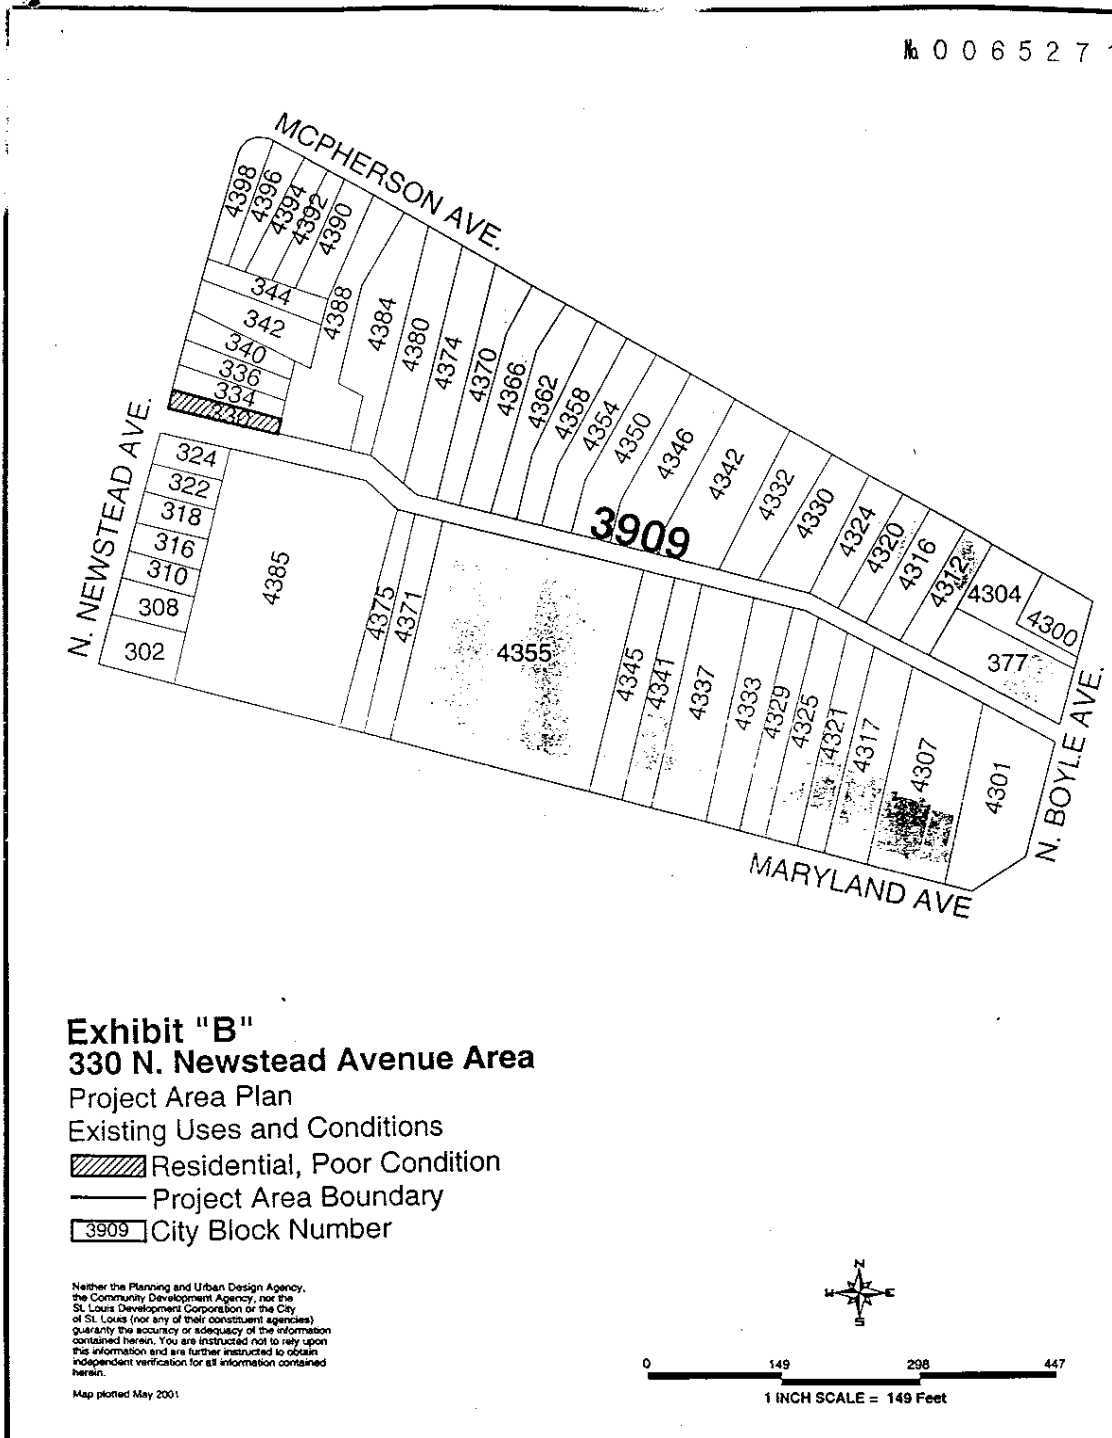 № 0 0 6 5 2 7
MCPHERSON AVE.
4398
4396
4394
4392
4390
4388
4384
4380
4374
4370
4366
4362
4358
4354
4350
4346
4342
4332
4330
4324
4320
4316
4312
4304
4300
377
344
342
340
336
334
330
N. NEWSTEAD AVE.
324
322
318
316
310
308
302
3909
4385
4375
4371
4355
4345
4341
4337
4333
4329
4325
4321
4317
4307
4301
N. BOYLE AVE.
MARYLAND AVE
Exhibit "B"
330 N. Newstead Avenue Area
Project Area Plan
Existing Uses and Conditions
Residential, Poor Condition
Project Area Boundary
3909 City Block Number
Neither the Planning and Urban Design Agency,
the Community Development Agency, nor the
St. Louis Development Corporation or the City
of St. Louis (nor any of their constituent agencies)
guaranty the accuracy or adequacy of the information
contained herein. You are instructed not to rely upon
this information and are further instructed to obtain
independent verification for all information contained
herein.
Map plotted May 2001
N
W E
S
0 149 298 447
1 INCH SCALE = 149 Feet